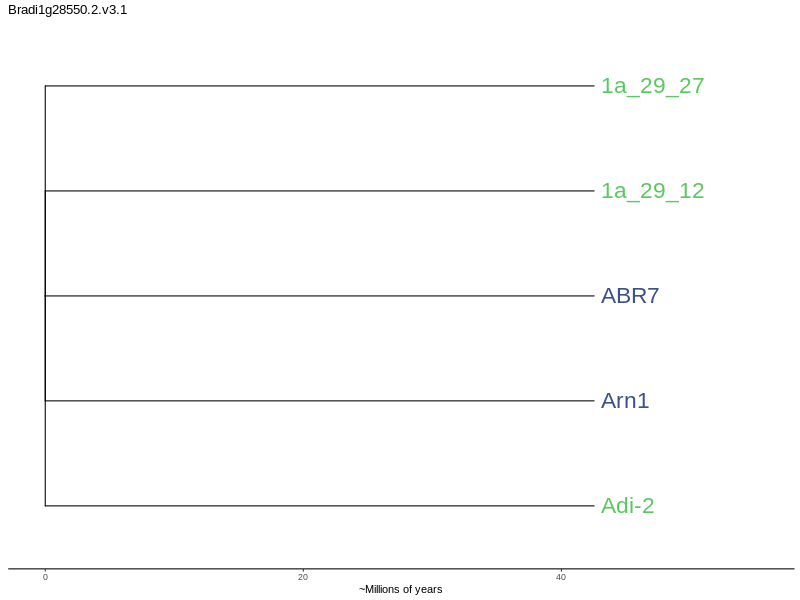 Bradi1g28550.2.v3.1
1a_29_27
1a_29_12
ABR7
Arn1
Adi-2
0 20 40
~Millions of years